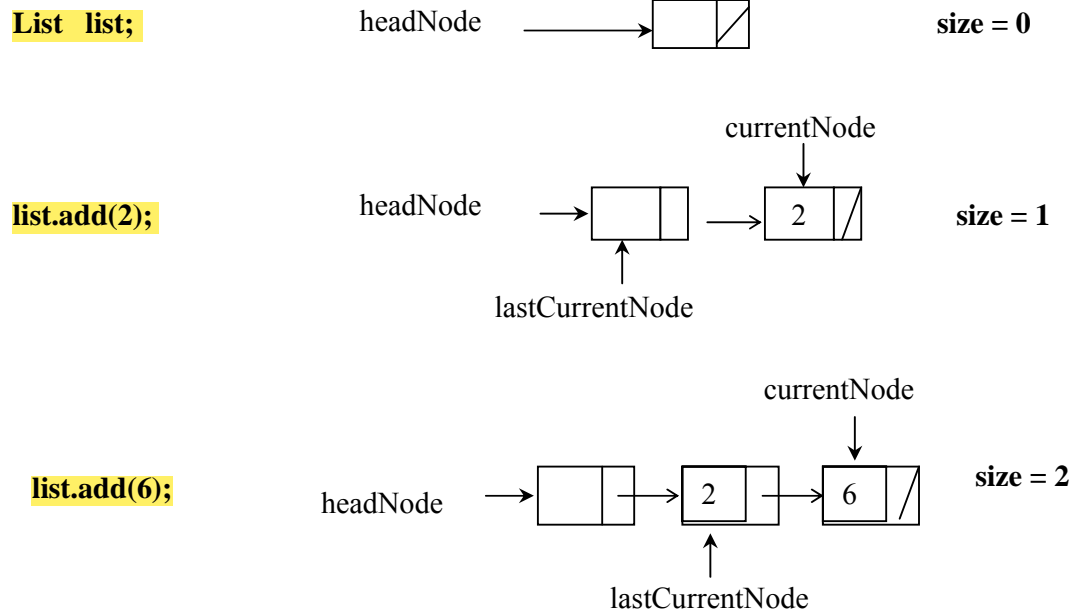 List list; headNode size = 0
currentNode
list.add(2); headNode 2 size = 1
lastCurrentNode
currentNode
list.add(6); headNode 2 6 size = 2
lastCurrentNode